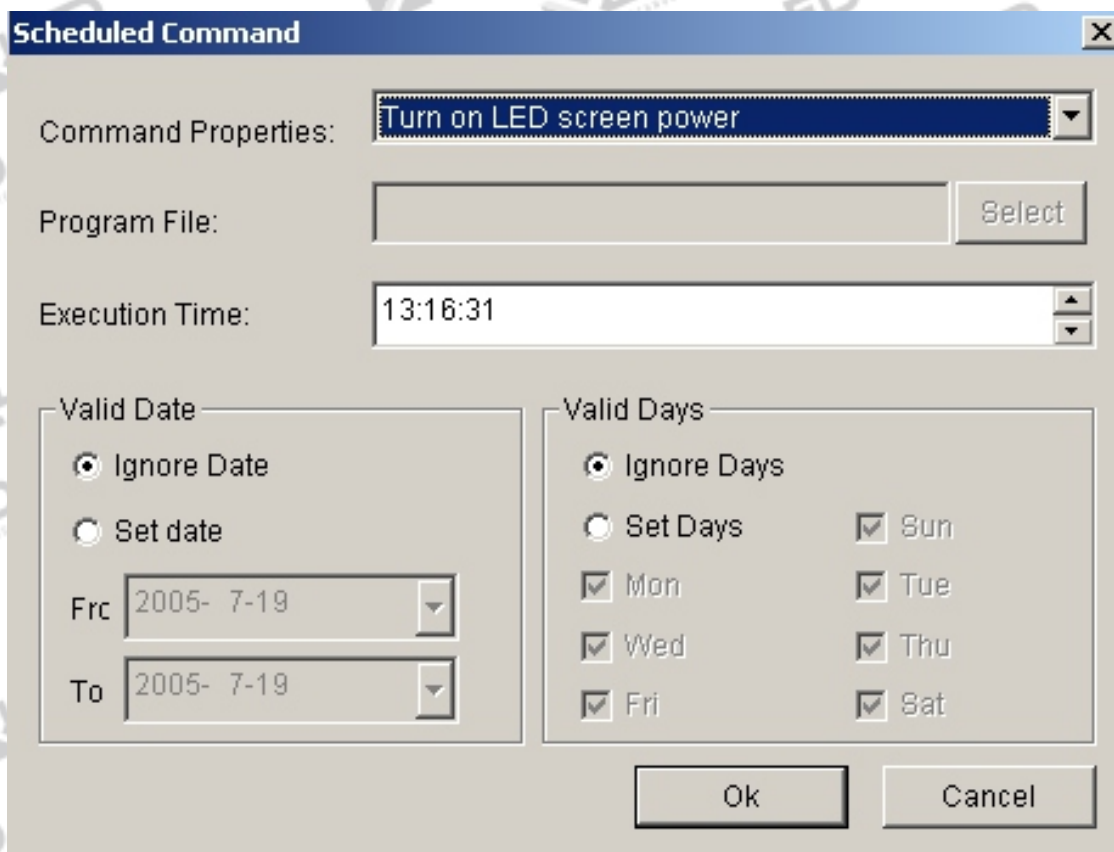 Scheduled Command
Command Properties: Turn on LED screen power
Program File: Select
Execution Time: 13:16:31
Valid Date
Ignore Date
Set date
Frc 2005- 7-19
To 2005- 7-19
Valid Days
Ignore Days
Set Days Sun
Mon Tue
Wed Thu
Fri Sat
Ok Cancel